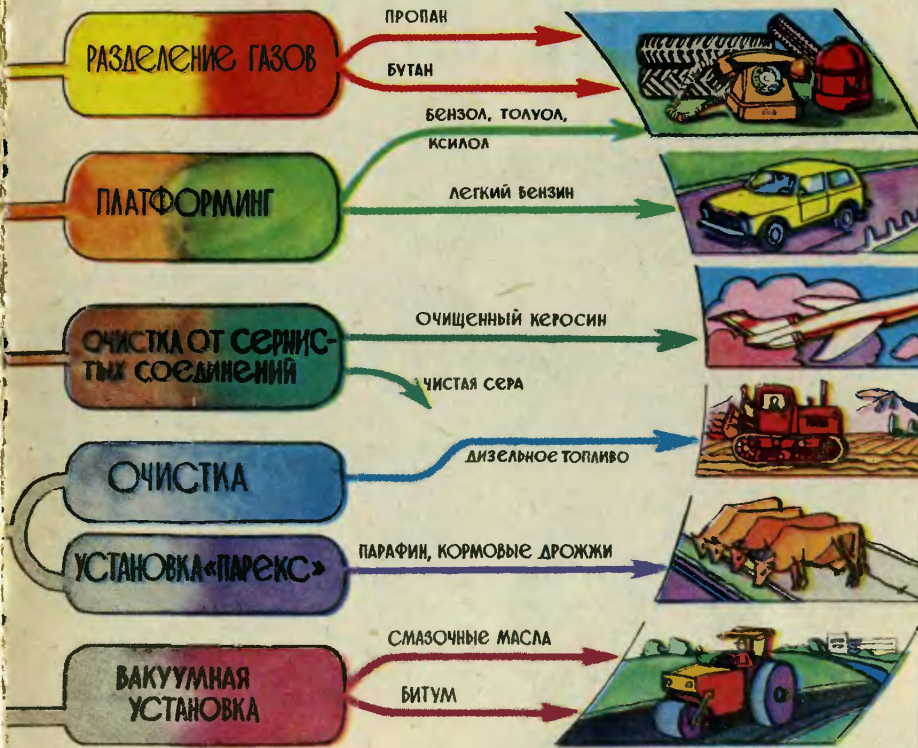 РАЗДЕЛЕНИЕ ГАЗОВ
ПРОПАН
БУТАН
БЕНЗОЛ, ТОЛУОЛ,
КСИЛОЛ
ПЛАТФОРМИНГ
ЛЕГКИЙ БЕНЗИН
ОЧИСТКА ОТ СЕРНИС-
ТЫХ СОЕДИНЕНИЙ
ОЧИЩЕННЫЙ КЕРОСИН
ЧИСТАЯ СЕРА
ОЧИСТКА
ДИЗЕЛЬНОЕ ТОПЛИВО
УСТАНОВКА «ПАРЕКС»
ПАРАФИН, КОРМОВЫЕ ДРОЖЖИ
ВАКУУМНАЯ
УСТАНОВКА
СМАЗОЧНЫЕ МАСЛА
БИТУМ